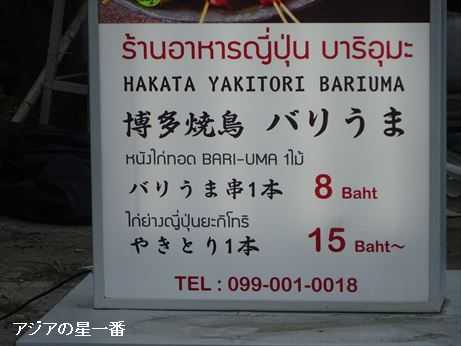 ร้านอาหารญี่ปุ่น บาริอุมะ
HAKATA YAKITORI BARIUMA
博多焼鳥 バリうま
หนังไก่ทอด BARI-UMA 1ไม้
バリうま串1本 8 Baht
ไก่ย่างญี่ปุ่นยะกิโทริ
やきとり1本 15 Baht~
TEL : 099-001-0018
アジアの星一番